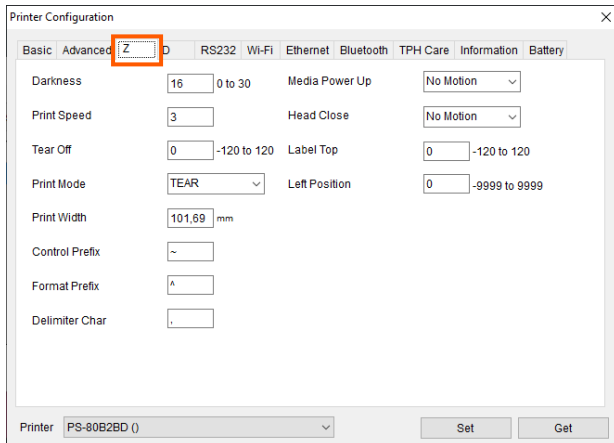 Printer Configuration
Basic Advanced Z D RS232 Wi-Fi Ethernet Bluetooth TPH Care Information Battery
Darkness 16 0 to 30 Media Power Up No Motion
Print Speed 3 Head Close No Motion
Tear Off 0 -120 to 120 Label Top 0 -120 to 120
Print Mode TEAR Left Position 0 -9999 to 9999
Print Width 101,69 mm
Control Prefix ~
Format Prefix ^
Delimiter Char ,
Printer PS-80B2BD () Set Get